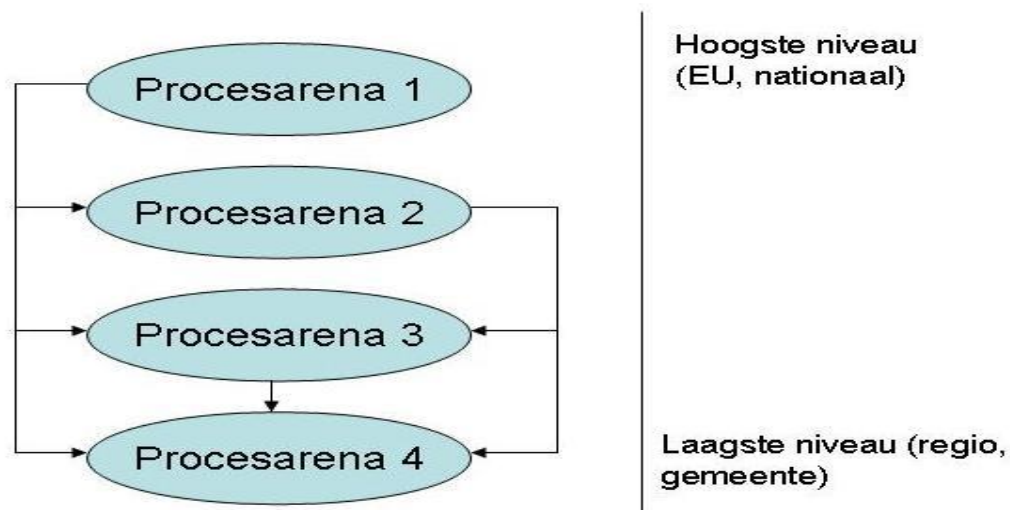 Procesarena 1
Procesarena 2
Procesarena 3
Procesarena 4
Hoogste niveau
(EU, nationaal)
Laagste niveau (regio,
gemeente)